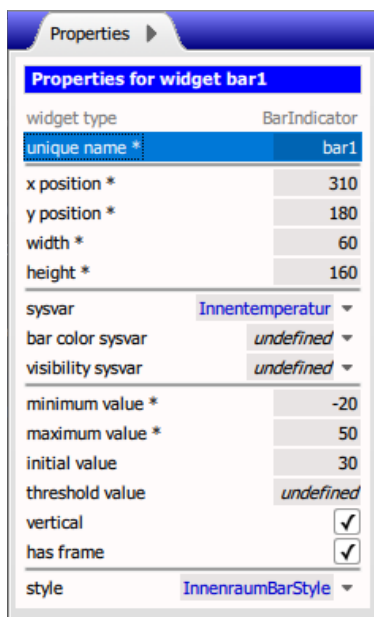 Properties
Properties for widget bar1
widget type BarIndicator
unique name * bar1
x position * 310
y position * 180
width * 60
height * 160
sysvar Innentemperatur
bar color sysvar undefined
visibility sysvar undefined
minimum value * -20
maximum value * 50
initial value 30
threshold value undefined
vertical
has frame
style InnenraumBarStyle